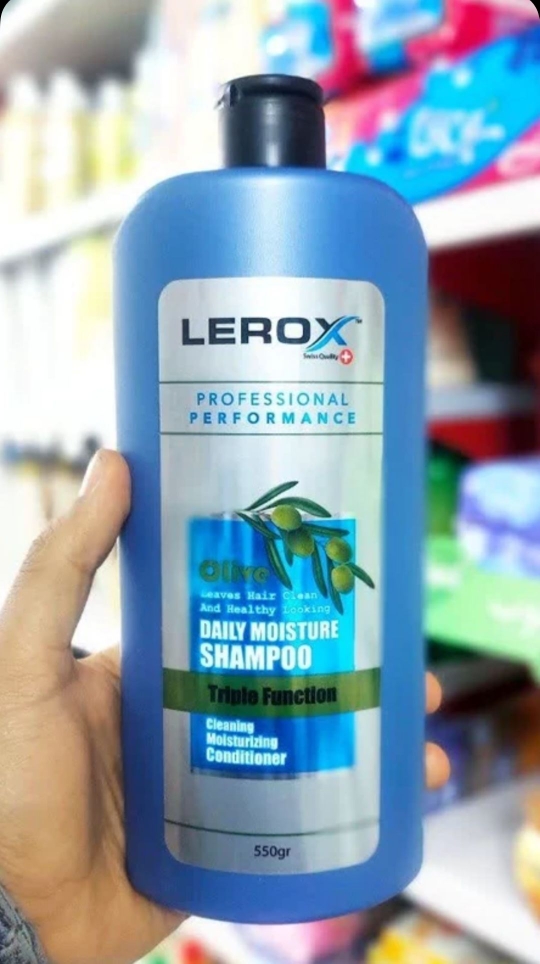 LEROX™
Swiss Quality
PROFESSIONAL
PERFORMANCE
Olive
Leaves Hair Clean
And Healthy Looking
DAILY MOISTURE
SHAMPOO
Triple Function
Cleaning
Moisturizing
Conditioner
550gr